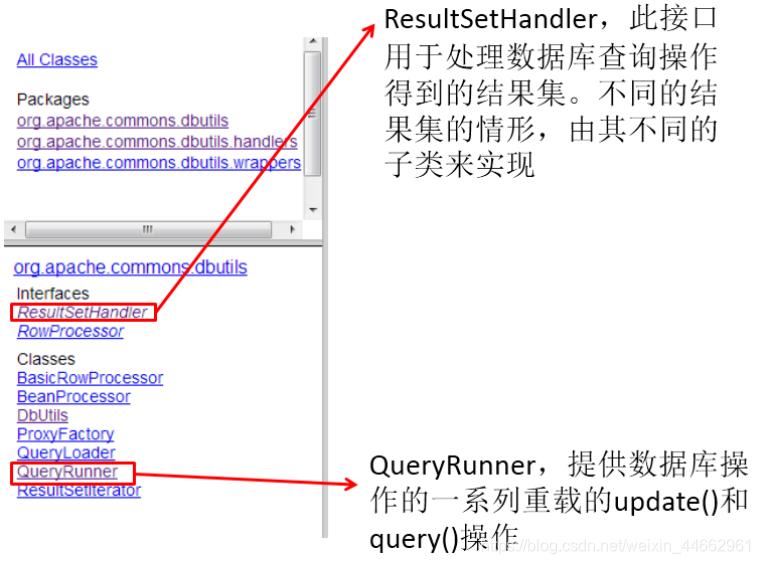 All Classes
Packages
org.apache.commons.dbutils
org.apache.commons.dbutils.handlers
org.apache.commons.dbutils.wrappers
org.apache.commons.dbutils
Interfaces
ResultSetHandler
RowProcessor
Classes
BasicRowProcessor
BeanProcessor
DbUtils
ProxyFactory
QueryLoader
QueryRunner
ResultSetIterator
ResultSetHandler，此接口
用于处理数据库查询操作
得到的结果集。不同的结
果集的情形，由其不同的
子类来实现
QueryRunner，提供数据库操
作的一系列重载的update()和
query()操作
https://blog.csdn.net/weixin_44662961